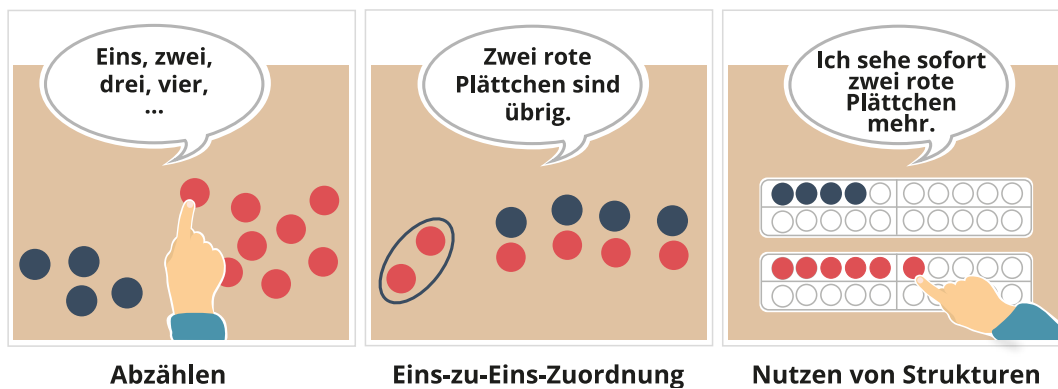 Eins, zwei,
drei, vier,
...
Abzählen
Zwei rote
Plättchen sind
übrig.
Eins-zu-Eins-Zuordnung
Ich sehe sofort
zwei rote
Plättchen
mehr.
Nutzen von Strukturen